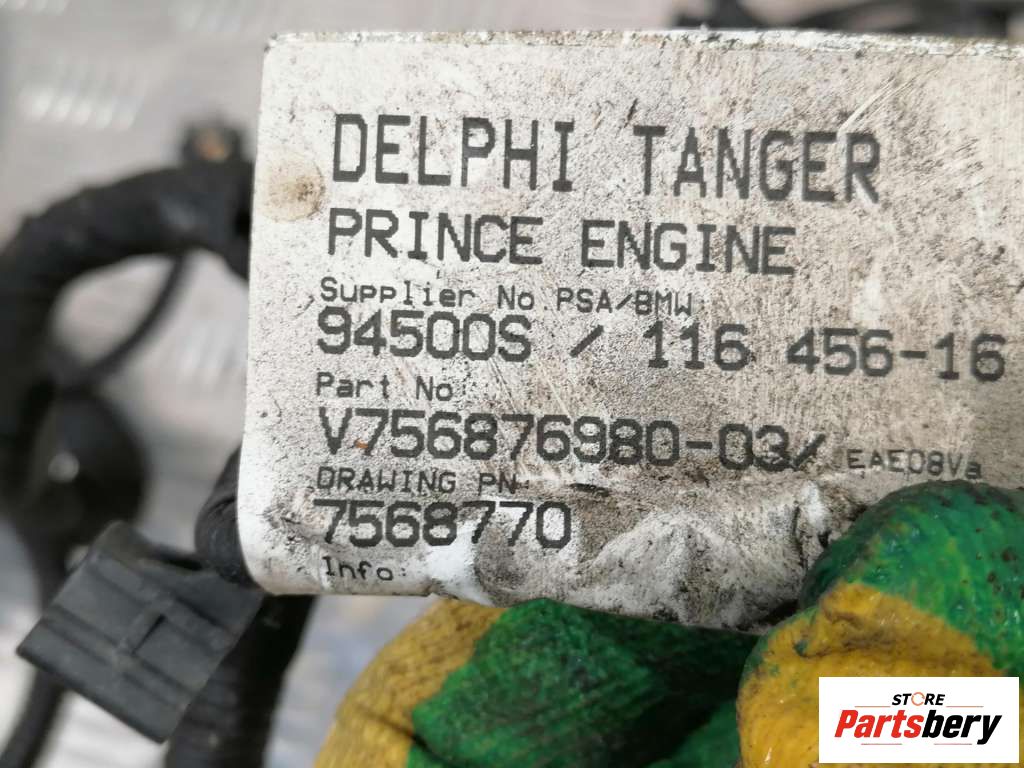 DELPHI TANGER
PRINCE ENGINE
Supplier No PSA/BMW:
94500S / 116 456-16
Part No:
V756876980-03/ EAE08Va
DRAWING PN:
7568770
Info:
STORE
Partsbery